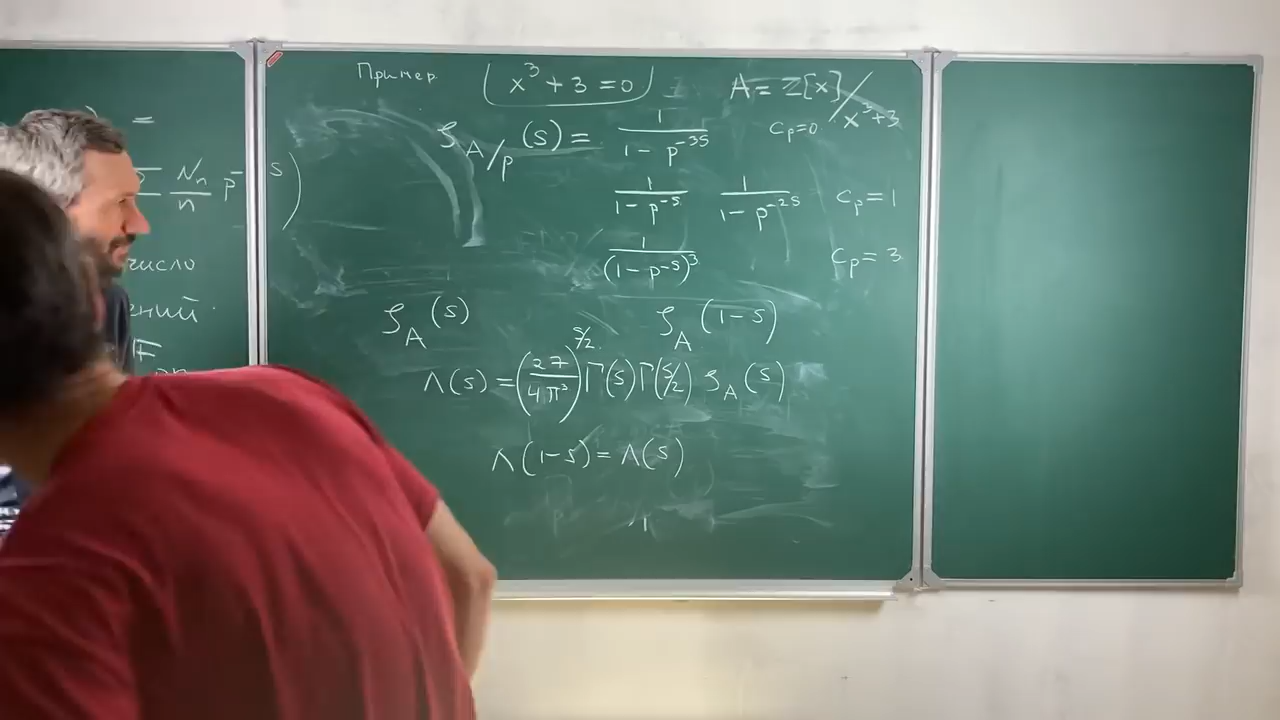 ) =
N_n/n p^-s)
число
ений.
F
Пример x³ + 3 = 0 A = Z[x]/x³+3
ζ_{A/p}(s) = 1/(1 - p^{-3s}) c_p=0
1/(1 - p^{-s}) 1/(1 - p^{-2s}) c_p = 1
1/(1 - p^{-s})³ c_p = 3
ζ_A(s) ζ_A(1-s)
Λ(s) = (27/4π³)^{s/2} Γ(s) Γ(s/2) ζ_A(s)
Λ(1-s) = Λ(s)